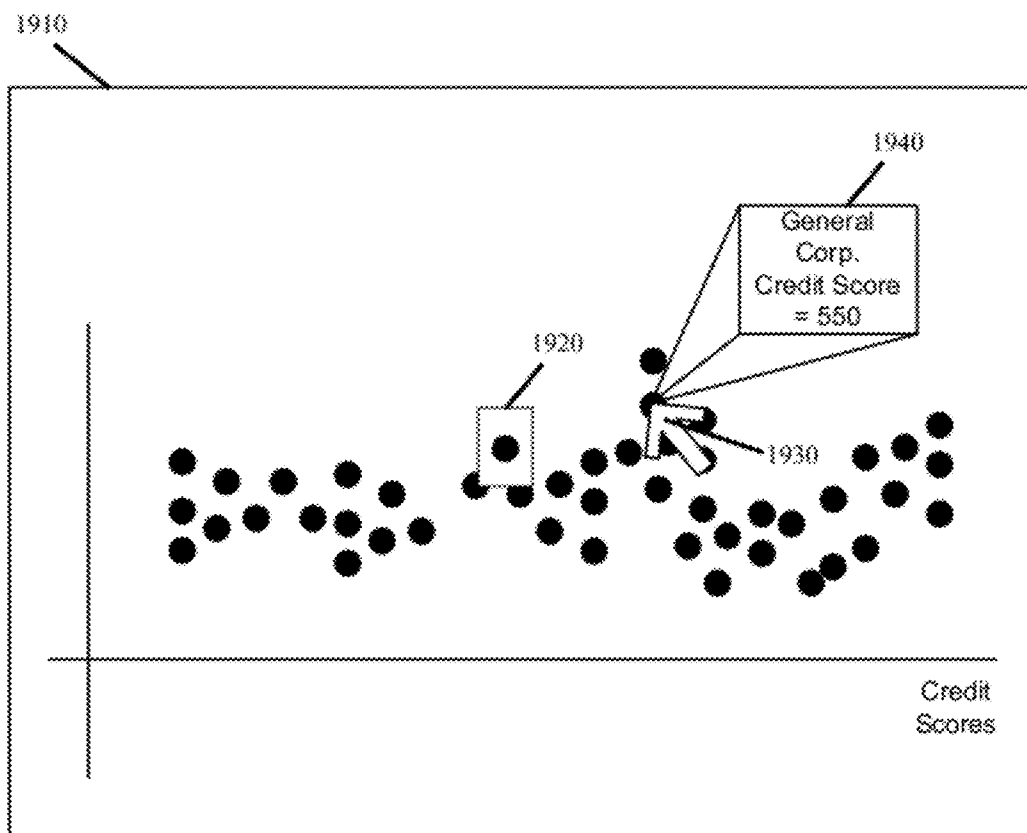 1910
1940
General
Corp.
Credit Score
= 550
1920
1930
Credit
Scores